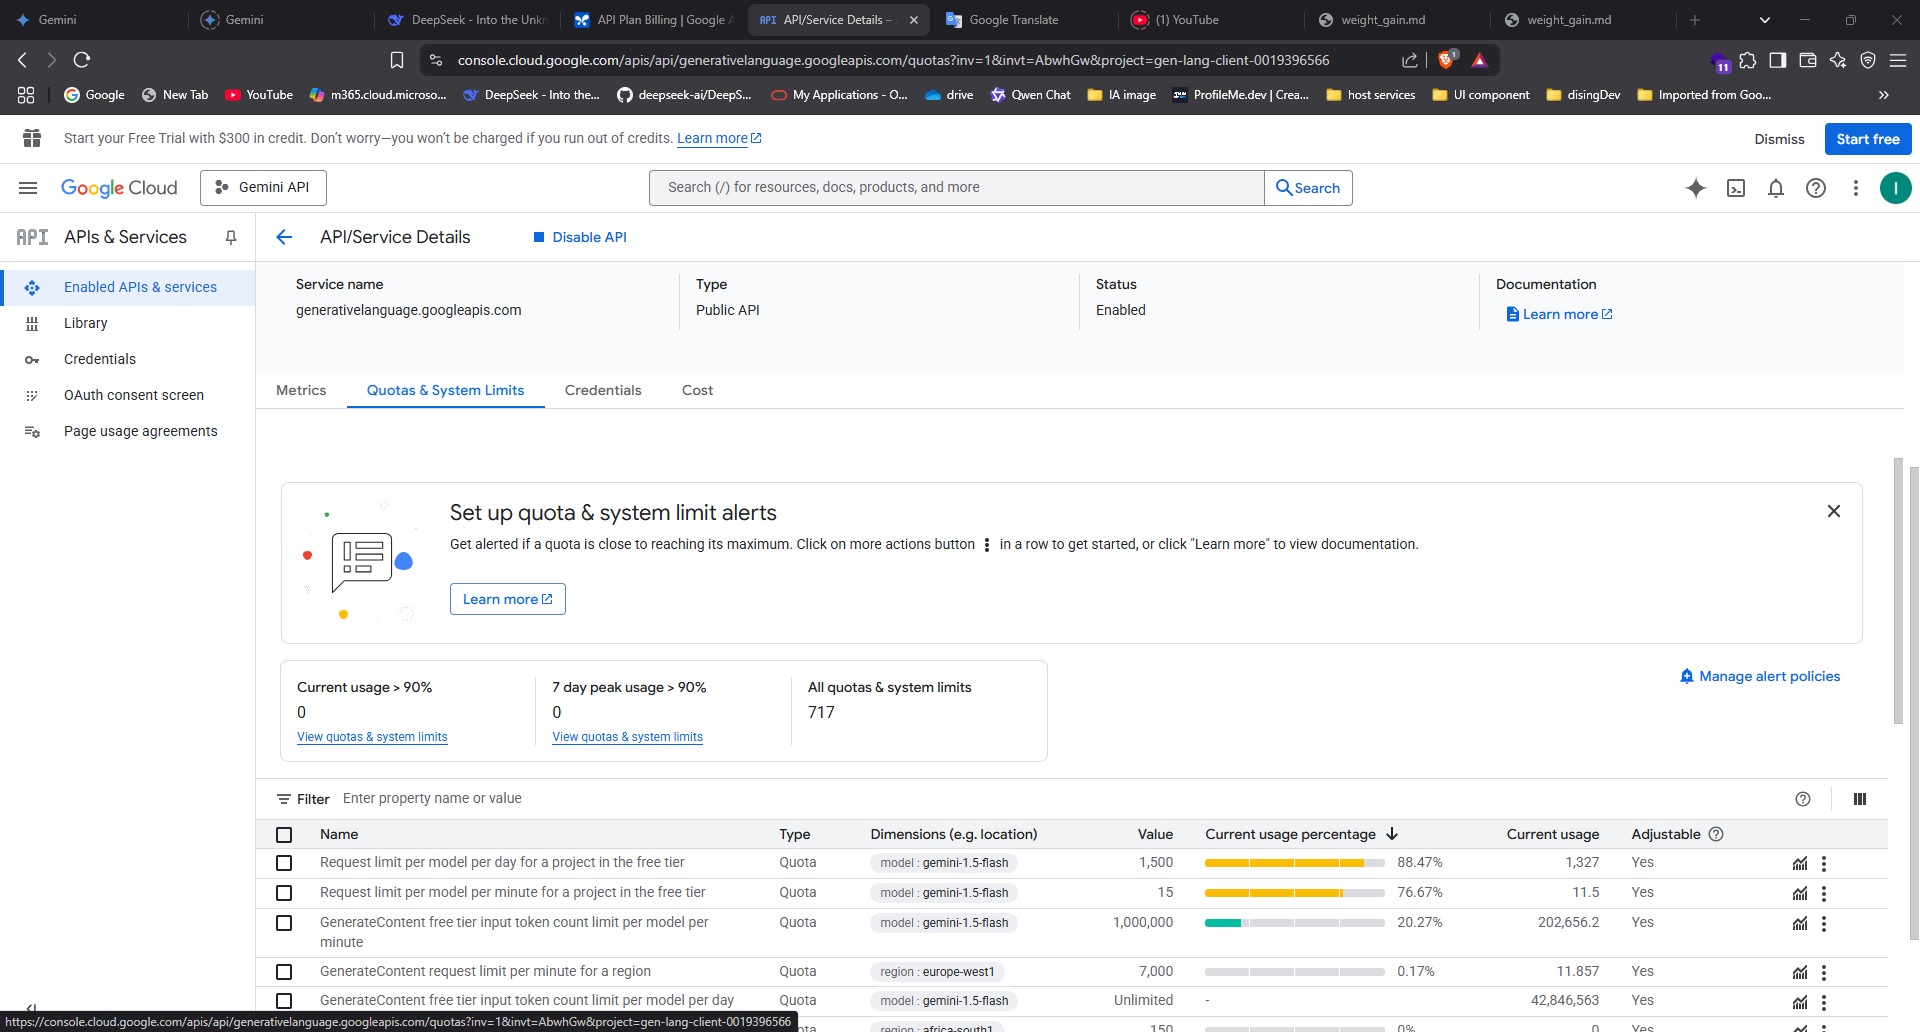 Gemini
Gemini
DeepSeek - Into the Unkn
API Plan Billing | Google A
API API/Service Details –
Google Translate
(1) YouTube
weight_gain.md
weight_gain.md
console.cloud.google.com/apis/api/generativelanguage.googleapis.com/quotas?inv=1&invt=AbwhGw&project=gen-lang-client-0019396566
1
11
Google
New Tab
YouTube
m365.cloud.microso...
DeepSeek - Into the...
deepseek-ai/DeepS...
My Applications - O...
drive
Qwen Chat
IA image
ProfileMe.dev | Crea...
host services
UI component
disingDev
Imported from Goo...
»
Start your Free Trial with $300 in credit. Don't worry—you won't be charged if you run out of credits. Learn more
Dismiss
Start free
Google Cloud
Gemini API
Search (/) for resources, docs, products, and more
Search
I
API APIs & Services
API/Service Details
Disable API
Enabled APIs & services
Library
Credentials
OAuth consent screen
Page usage agreements
Service name
generativelanguage.googleapis.com
Type
Public API
Status
Enabled
Documentation
Learn more
Metrics
Quotas & System Limits
Credentials
Cost
Set up quota & system limit alerts
Get alerted if a quota is close to reaching its maximum. Click on more actions button ⋮ in a row to get started, or click "Learn more" to view documentation.
Learn more
Current usage > 90%
0
View quotas & system limits
7 day peak usage > 90%
0
View quotas & system limits
All quotas & system limits
717
Manage alert policies
Filter Enter property name or value
Name Type Dimensions (e.g. location) Value Current usage percentage Current usage Adjustable
Request limit per model per day for a project in the free tier Quota model : gemini-1.5-flash 1,500 88.47% 1,327 Yes
Request limit per model per minute for a project in the free tier Quota model : gemini-1.5-flash 15 76.67% 11.5 Yes
GenerateContent free tier input token count limit per model per Quota model : gemini-1.5-flash 1,000,000 20.27% 202,656.2 Yes
minute
GenerateContent request limit per minute for a region Quota region : europe-west1 7,000 0.17% 11.857 Yes
GenerateContent free tier input token count limit per model per day Quota model : gemini-1.5-flash Unlimited - 42,846,563 Yes
https://console.cloud.google.com/apis/api/generativelanguage.googleapis.com/quotas?inv=1&invt=AbwhGw&project=gen-lang-client-0019396566
ota region : africa-south1 150 0% 0 Yes